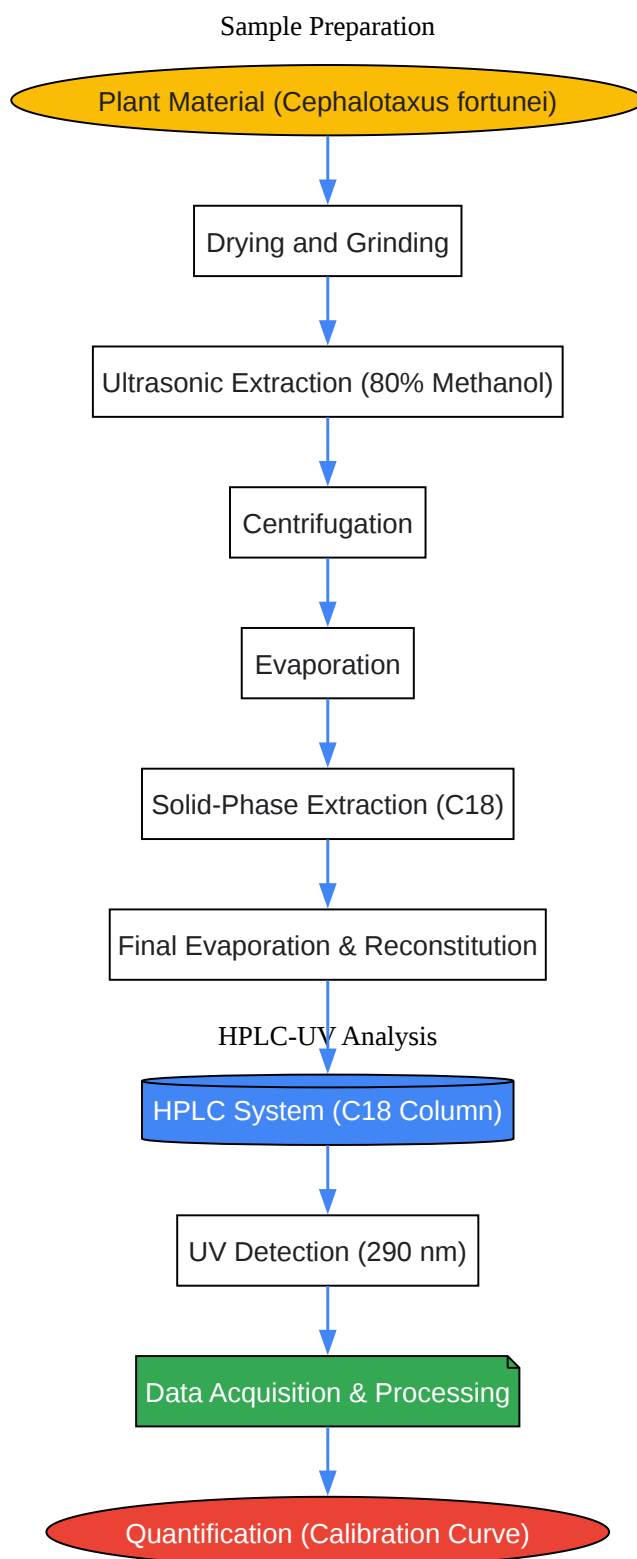 Sample Preparation
Plant Material (Cephalotaxus fortunei)
Drying and Grinding
Ultrasonic Extraction (80% Methanol)
Centrifugation
Evaporation
Solid-Phase Extraction (C18)
Final Evaporation & Reconstitution
HPLC-UV Analysis
HPLC System (C18 Column)
UV Detection (290 nm)
Data Acquisition & Processing
Quantification (Calibration Curve)